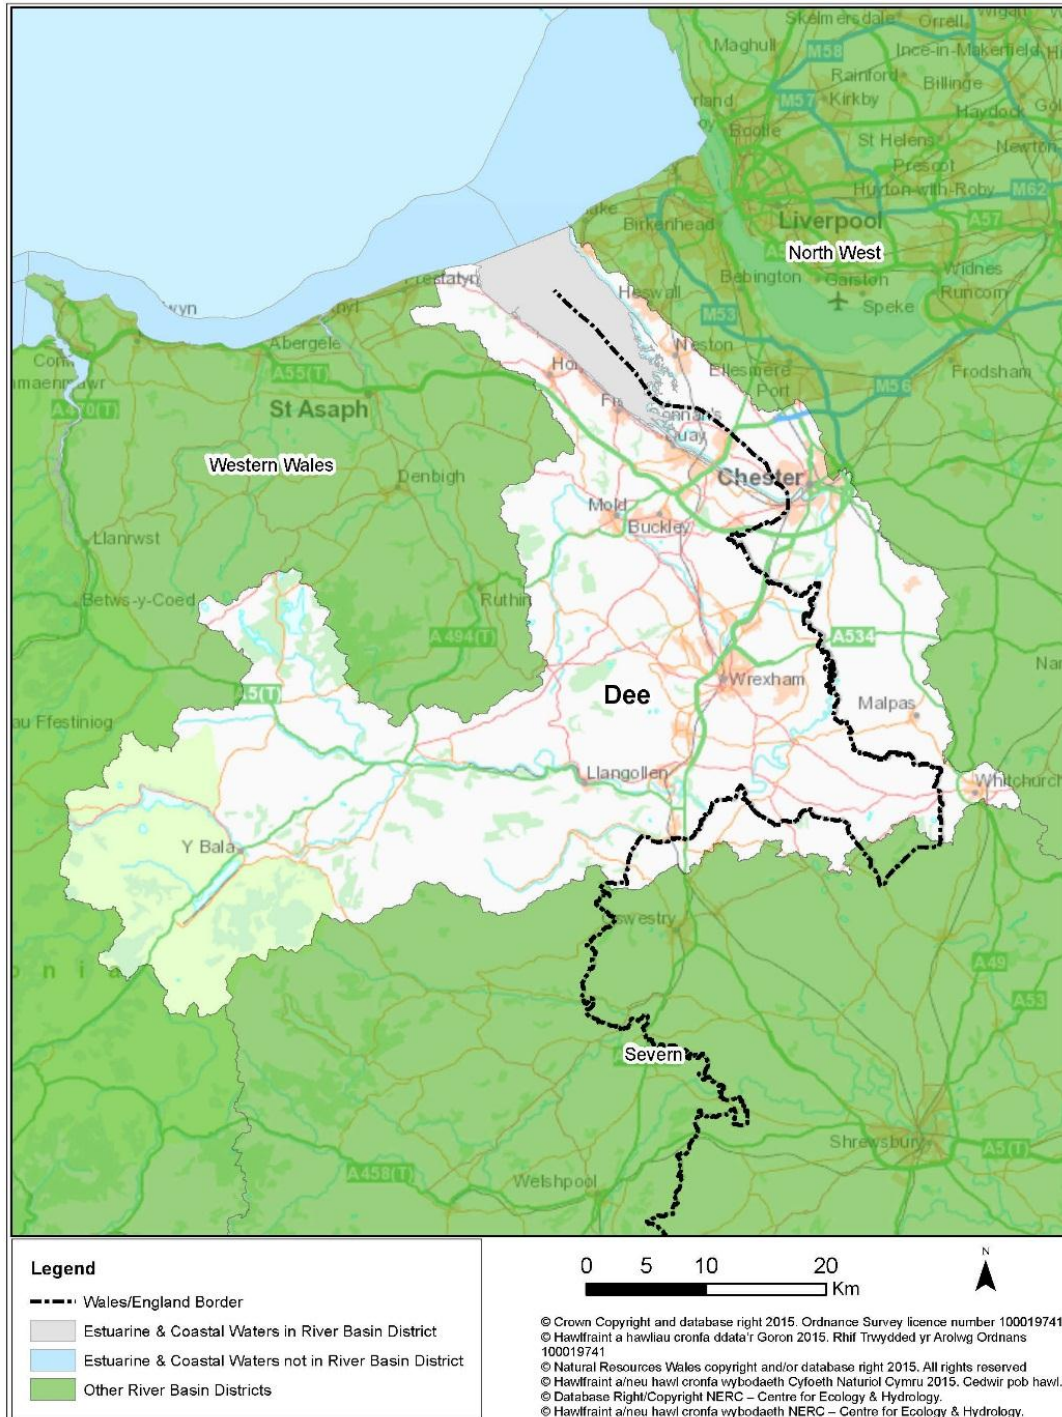 Skelmersdale
Orrell
Maghull
M58
Ince-in-Makerfield
Rainford
Billinge
M57
Kirkby
Haydock
Bootle
St Helens
Newton
Prescot
Huyton-with-Roby
M62
Liverpool
A57
Birkenhead
North West
Widnes
Bebington
Garston
Runcorn
Speke
Heswall
M53
Neston
Ellesmere
Port
M56
Frodsham
Abergele
A55(T)
St Asaph
A470(T)
Western Wales
Denbigh
Quay
Chester
Mold
Buckley
Llanrwst
Betws-y-Coed
Ruthin
A494(T)
A534
Dee
Wrexham
Malpas
A5(T)
Llangollen
Whitchurch
Y Bala
Oswestry
A49
A53
Severn
Shrewsbury
A5(T)
A458(T)
Welshpool
Legend
Wales/England Border
Estuarine & Coastal Waters in River Basin District
Estuarine & Coastal Waters not in River Basin District
Other River Basin Districts
0 5 10 20
Km
N
© Crown Copyright and database right 2015. Ordnance Survey licence number 100019741
© Hawlfraint a hawliau cronfa ddata'r Goron 2015. Rhif Trwydded yr Arolwg Ordnans
100019741
© Natural Resources Wales copyright and/or database right 2015. All rights reserved
© Hawlfraint a/neu hawl cronfa wybodaeth Cyfoeth Naturiol Cymru 2015. Cedwir pob hawl.
© Database Right/Copyright NERC – Centre for Ecology & Hydrology.
© Hawlfraint a/neu hawl cronfa wybodaeth NERC – Centre for Ecology & Hydrology.